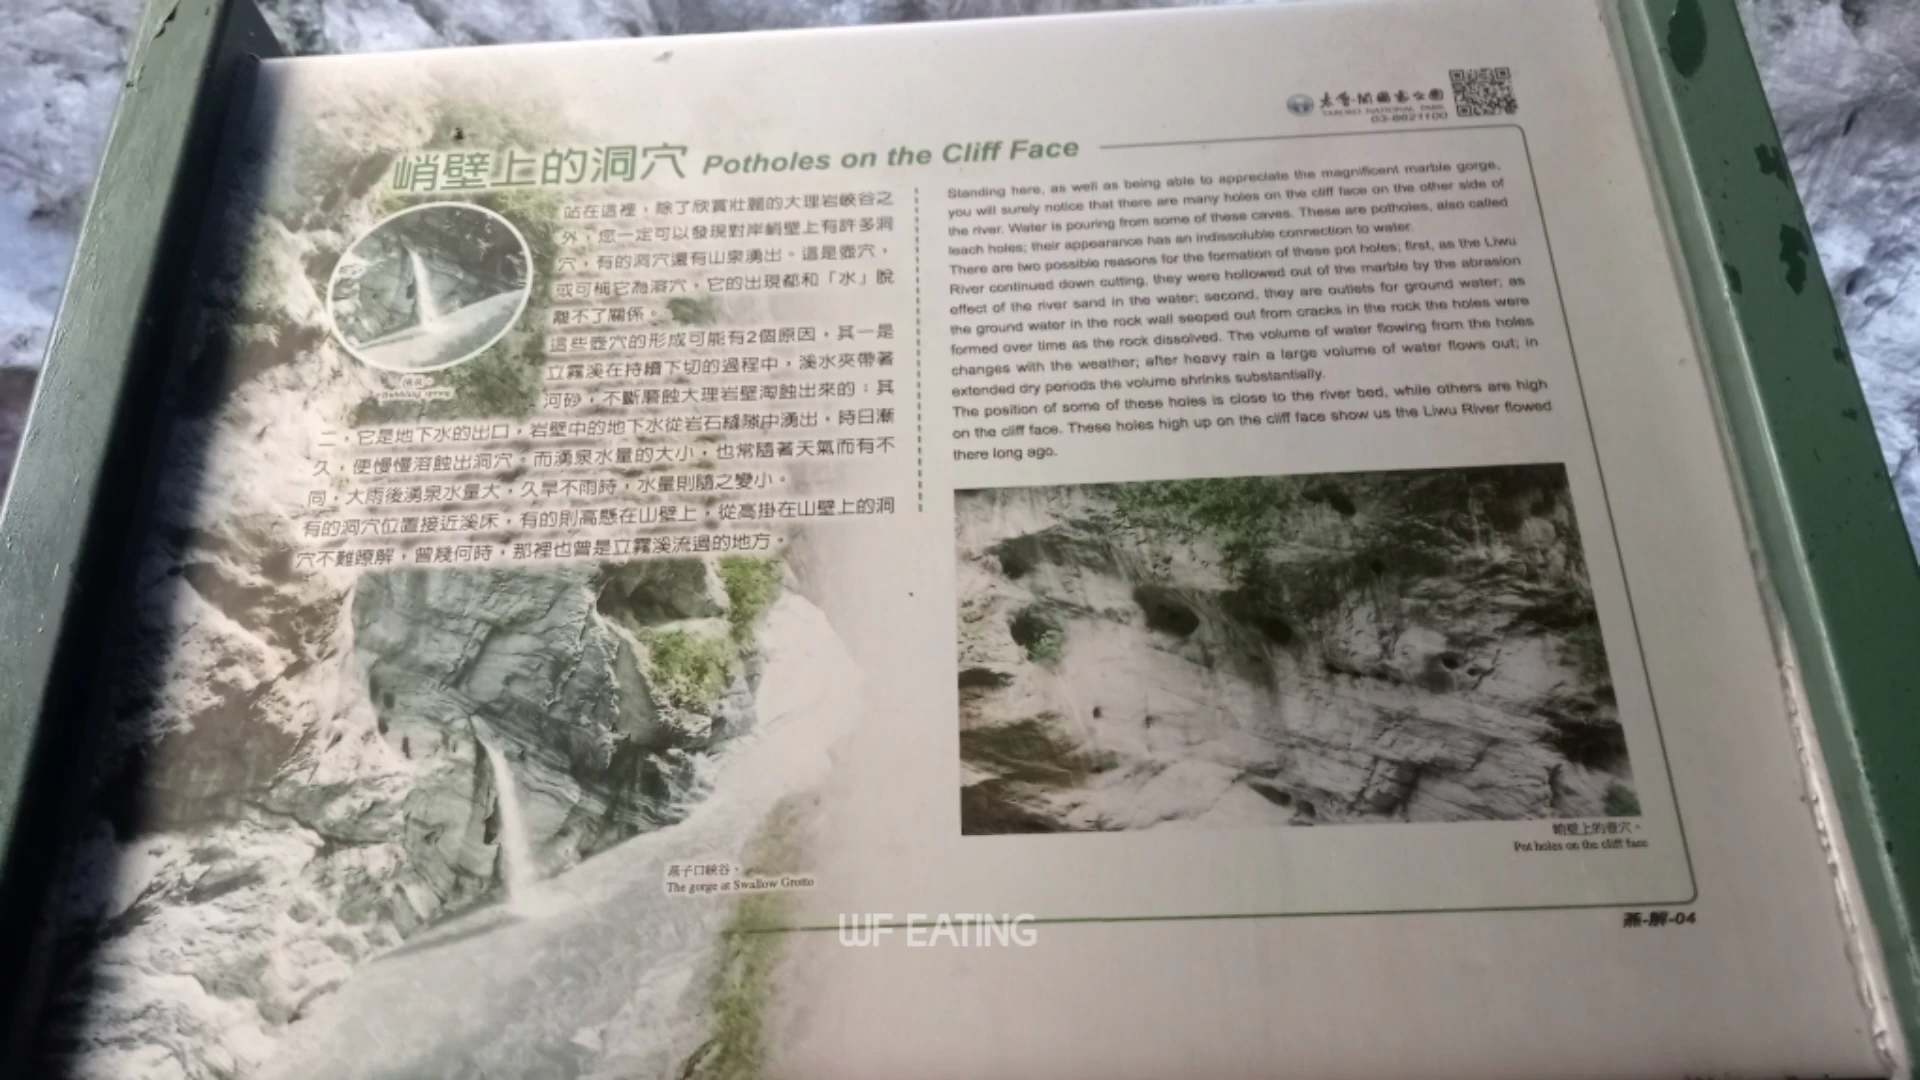 太魯閣國家公園
TAROKO NATIONAL PARK
03-8621100
峭壁上的洞穴 Potholes on the Cliff Face
站在這裡，除了欣賞壯麗的大理岩峽谷之
外，您一定可以發現對岸峭壁上有許多洞
穴，有的洞穴還有山泉湧出。這是壺穴，
或可稱它為溶穴，它的出現都和「水」脫
離不了關係。
這些壺穴的形成可能有2個原因，其一是
立霧溪在持續下切的過程中，溪水夾帶著
河砂，不斷磨蝕大理岩壁淘蝕出來的；其
二，它是地下水的出口，岩壁中的地下水從岩石縫隙中湧出，時日漸
久，便慢慢溶蝕出洞穴。而湧泉水量的大小，也常隨著天氣而有不
同，大雨後湧泉水量大，久旱不雨時，水量則隨之變小。
有的洞穴位置接近溪床，有的則高懸在山壁上，從高掛在山壁上的洞
穴不難瞭解，曾幾何時，那裡也曾是立霧溪流過的地方。
Standing here, as well as being able to appreciate the magnificent marble gorge,
you will surely notice that there are many holes on the cliff face on the other side of
the river. Water is pouring from some of these caves. These are potholes, also called
leach holes; their appearance has an indissoluble connection to water.
There are two possible reasons for the formation of these pot holes; first, as the Liwu
River continued down cutting, they were hollowed out of the marble by the abrasion
effect of the river sand in the water; second, they are outlets for ground water; as
the ground water in the rock wall seeped out from cracks in the rock the holes were
formed over time as the rock dissolved. The volume of water flowing from the holes
changes with the weather; after heavy rain a large volume of water flows out; in
extended dry periods the volume shrinks substantially.
The position of some of these holes is close to the river bed, while others are high
on the cliff face. These holes high up on the cliff face show us the Liwu River flowed
there long ago.
燕子口峽谷。
The gorge at Swallow Grotto
峭壁上的壺穴。
Pot holes on the cliff face
燕-解-04
WF EATING